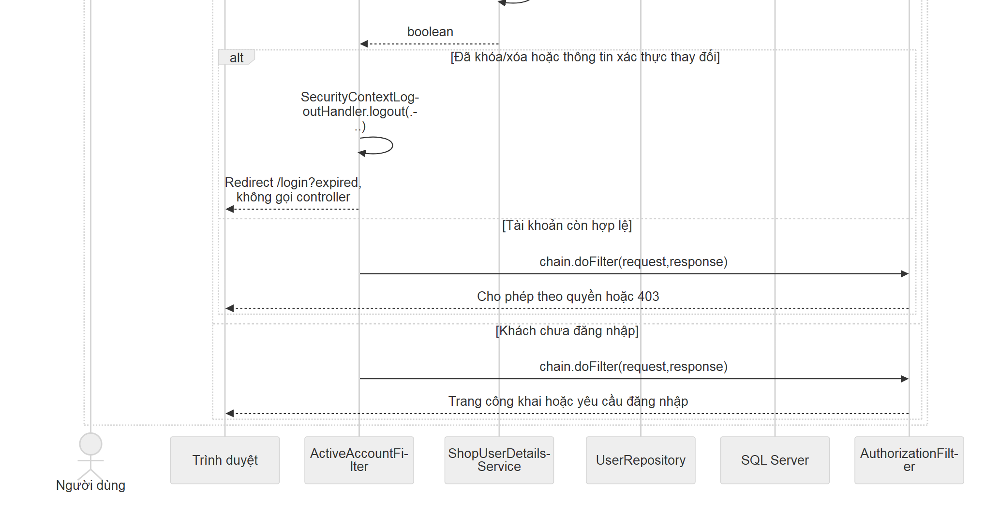 boolean
alt
[Đã khóa/xóa hoặc thông tin xác thực thay đổi]
SecurityContextLog-
outHandler.logout(.-
..)
Redirect /login?expired,
không gọi controller
[Tài khoản còn hợp lệ]
chain.doFilter(request,response)
Cho phép theo quyền hoặc 403
[Khách chưa đăng nhập]
chain.doFilter(request,response)
Trang công khai hoặc yêu cầu đăng nhập
Người dùng
Trình duyệt
ActiveAccountFi-
lter
ShopUserDetails-
Service
UserRepository
SQL Server
AuthorizationFilt-
er